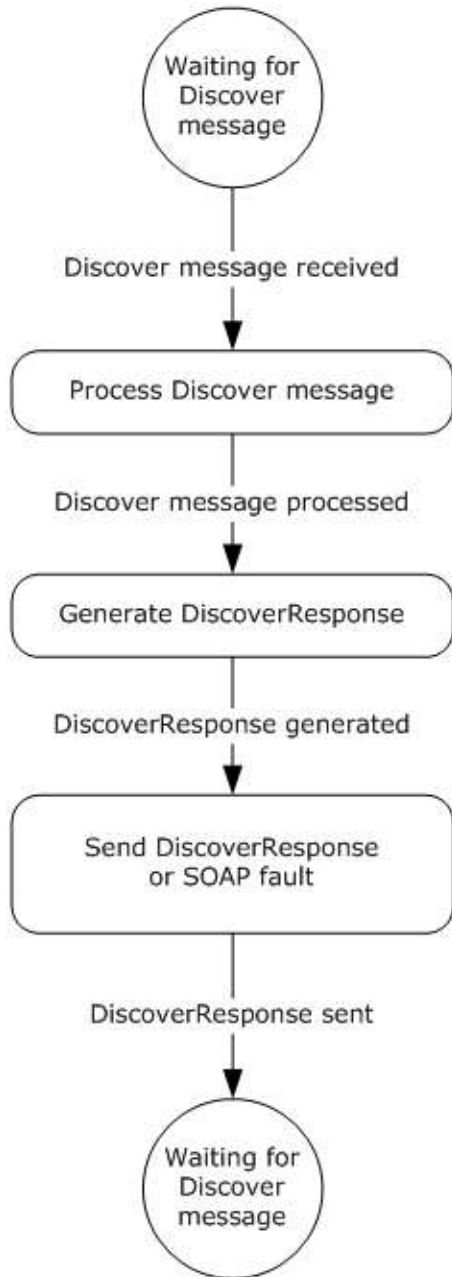 Waiting for
Discover
message
Discover message received
Process Discover message
Discover message processed
Generate DiscoverResponse
DiscoverResponse generated
Send DiscoverResponse
or SOAP fault
DiscoverResponse sent
Waiting for
Discover
message